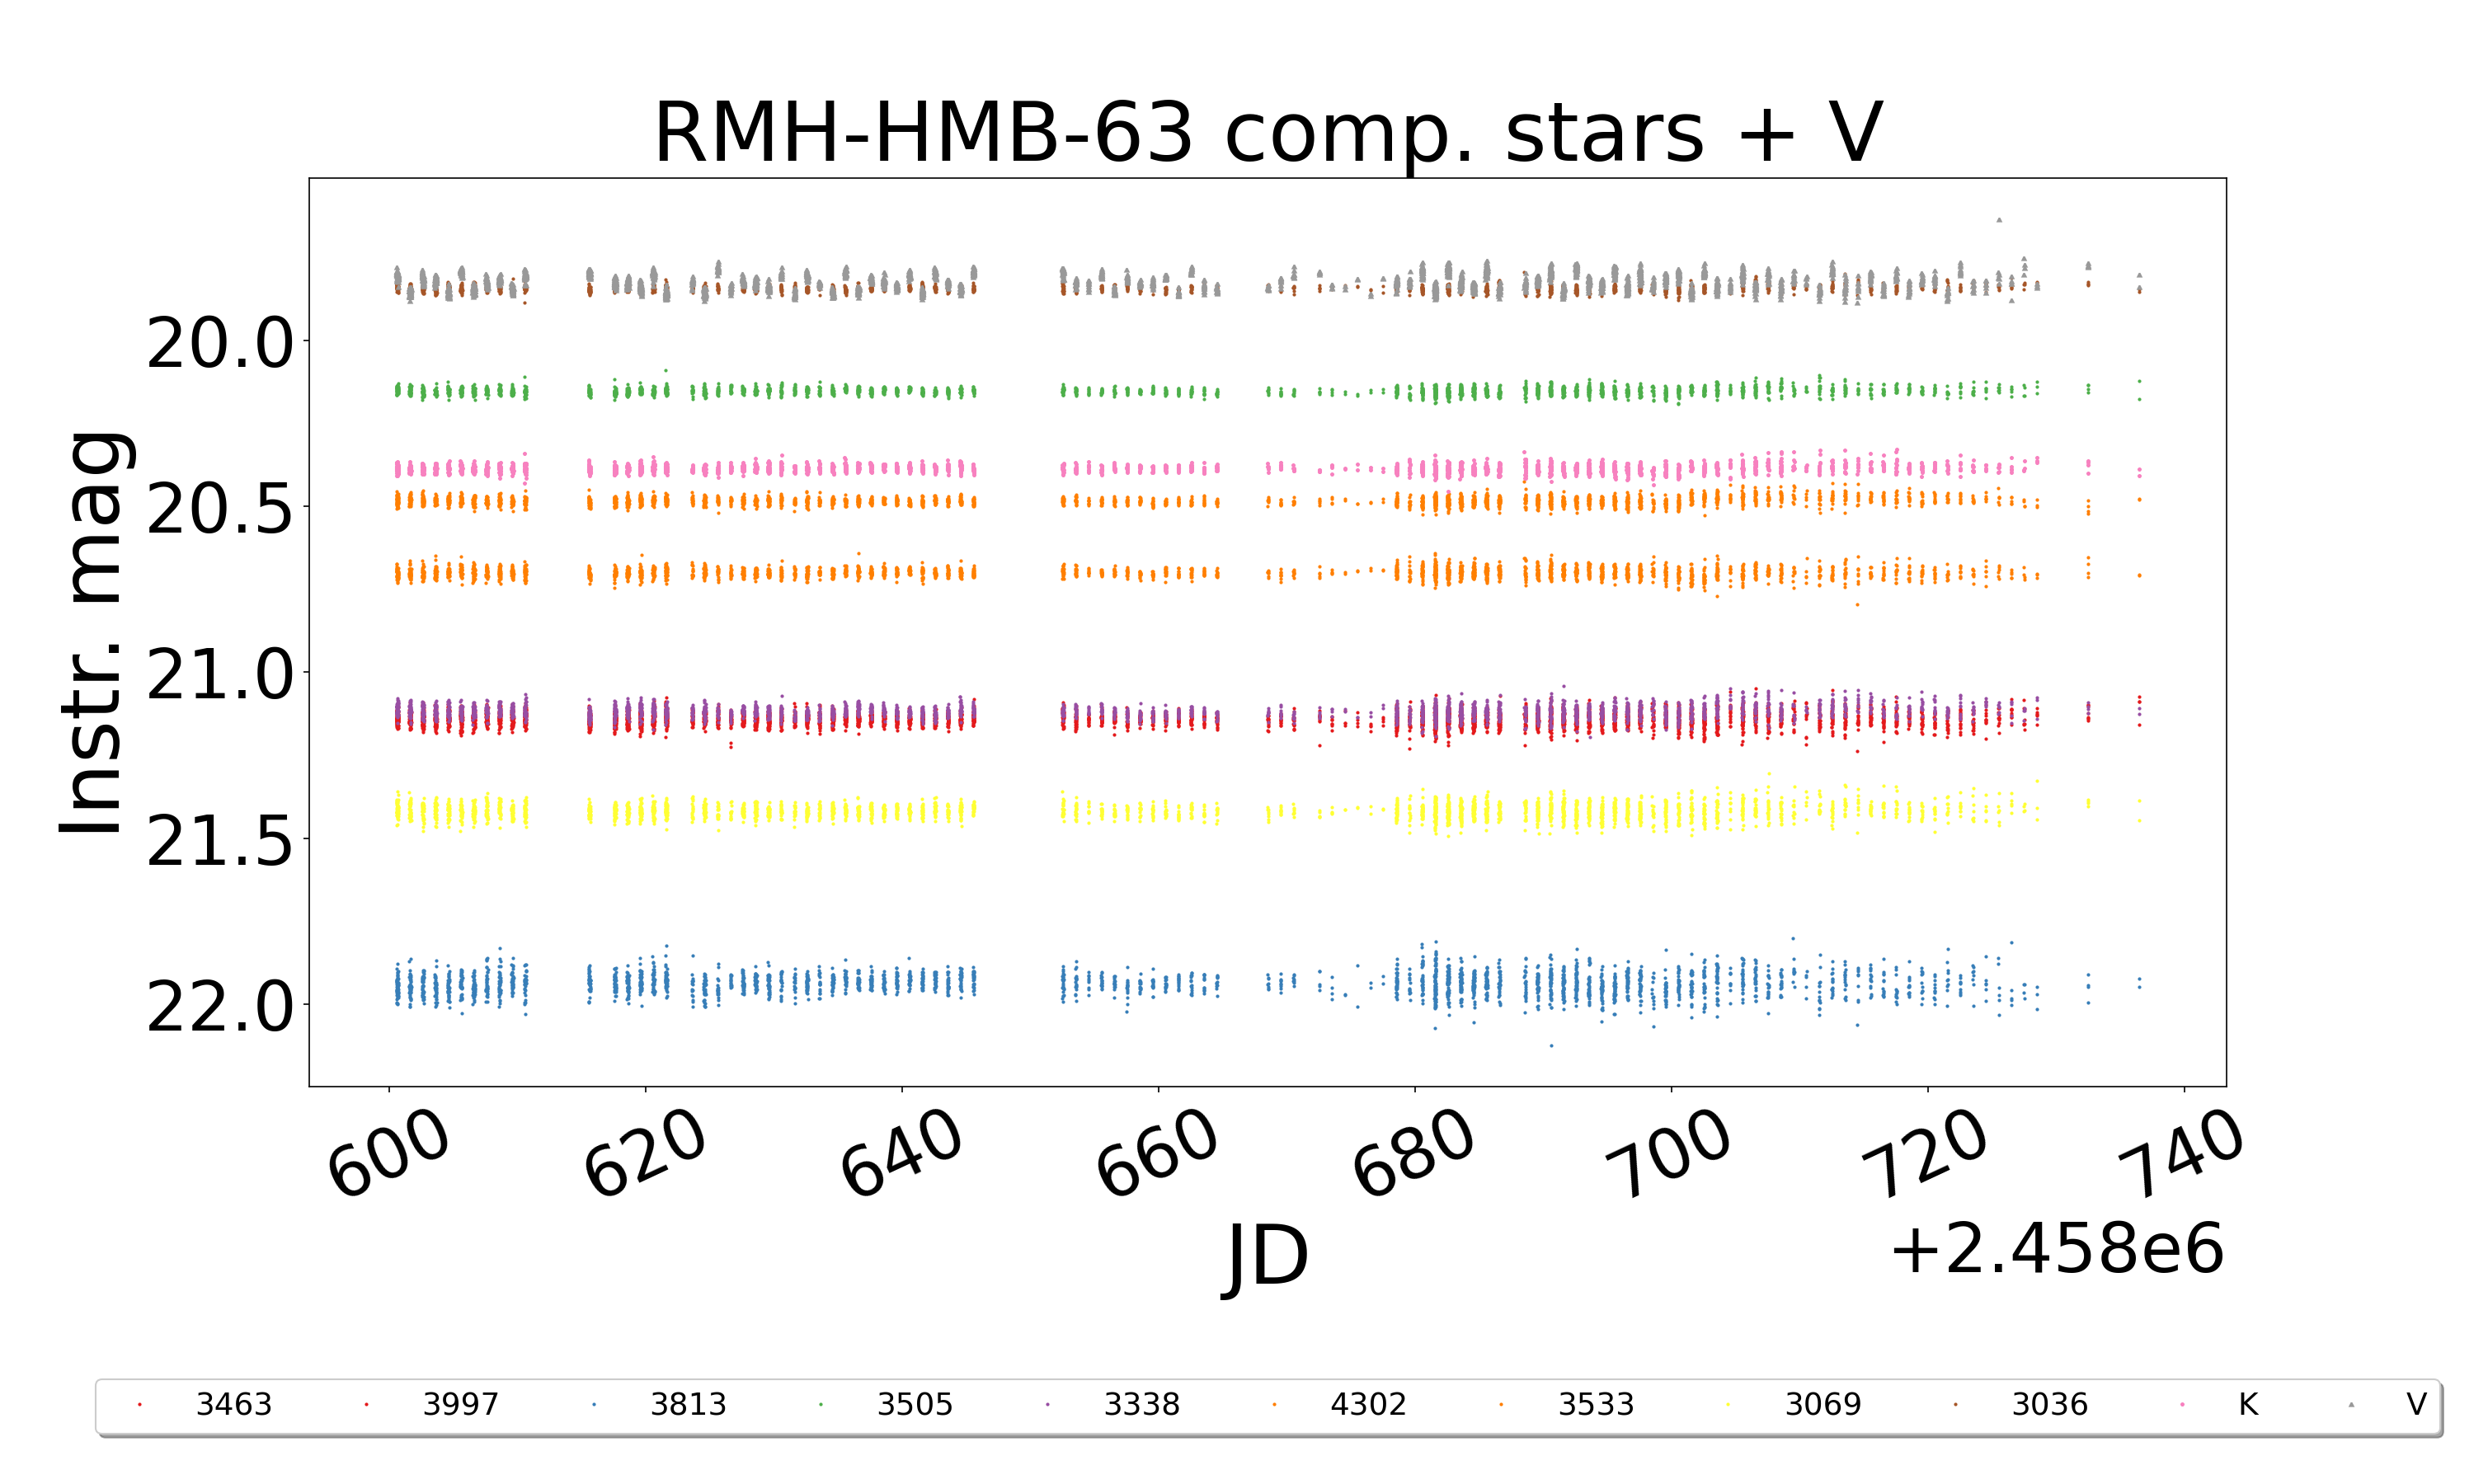 RMH-HMB-63 comp. stars + V
Instr. mag
20.0
20.5
21.0
21.5
22.0
600 620 640 660 680 700 720 740
JD
+2.458e6
3463 3997 3813 3505 3338 4302 3533 3069 3036 K V